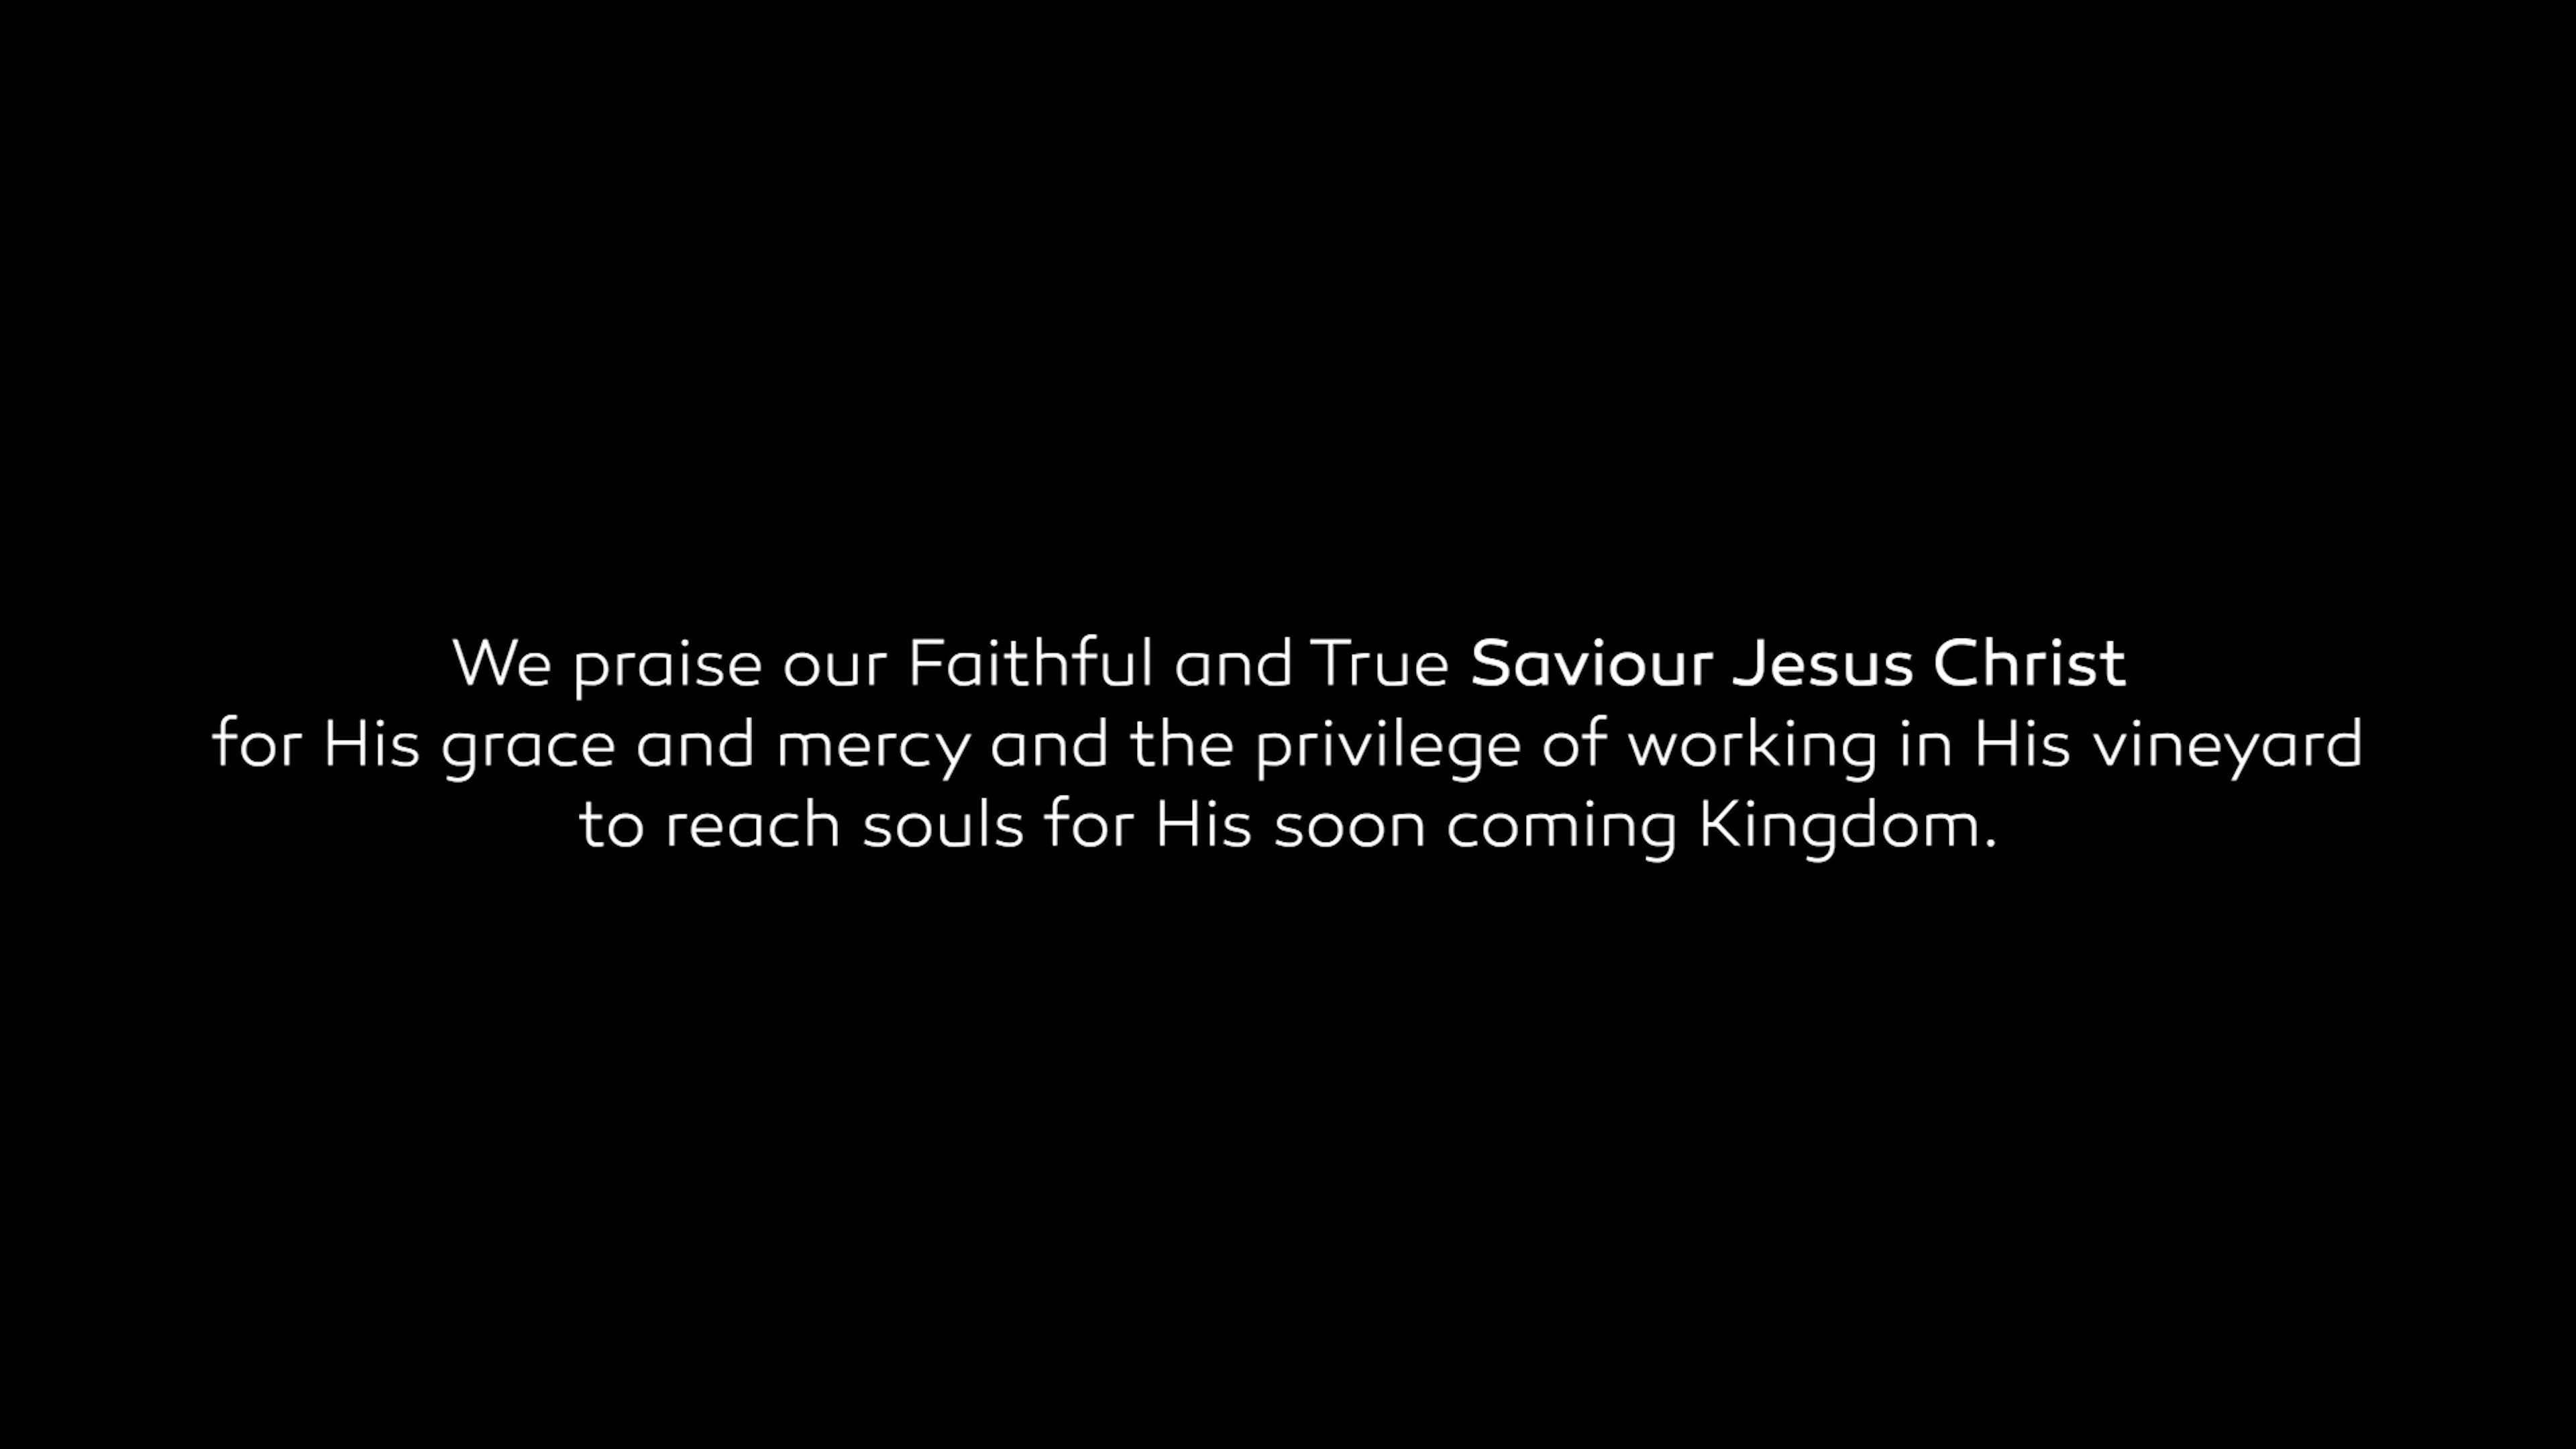 We praise our Faithful and True Saviour Jesus Christ
for His grace and mercy and the privilege of working in His vineyard
to reach souls for His soon coming Kingdom.